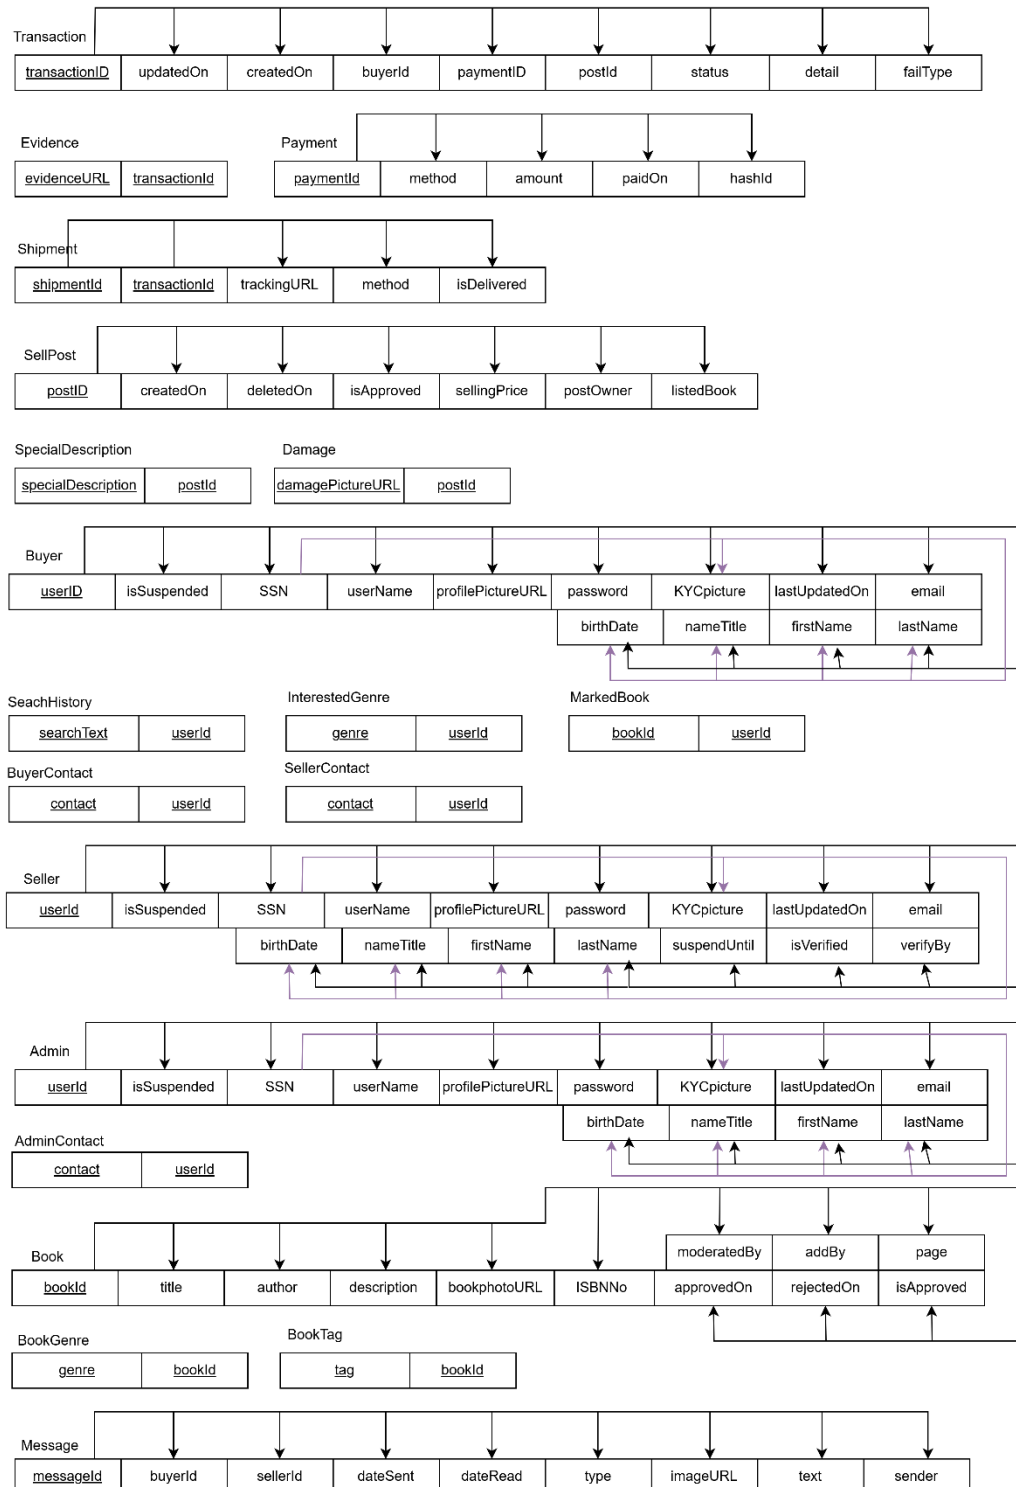 Transaction
transactionID updatedOn createdOn buyerId paymentID postId status detail failType
Evidence Payment
evidenceURL transactionId paymentId method amount paidOn hashId
Shipment
shipmentId transactionId trackingURL method isDelivered
SellPost
postID createdOn deletedOn isApproved sellingPrice postOwner listedBook
SpecialDescription Damage
specialDescription postId damagePictureURL postId
Buyer
userID isSuspended SSN userName profilePictureURL password KYCpicture lastUpdatedOn email
birthDate nameTitle firstName lastName
SeachHistory InterestedGenre MarkedBook
searchText userId genre userId bookId userId
BuyerContact SellerContact
contact userId contact userId
Seller
userId isSuspended SSN userName profilePictureURL password KYCpicture lastUpdatedOn email
birthDate nameTitle firstName lastName suspendUntil isVerified verifyBy
Admin
userId isSuspended SSN userName profilePictureURL password KYCpicture lastUpdatedOn email
birthDate nameTitle firstName lastName
AdminContact
contact userId
moderatedBy addBy page
Book
bookId title author description bookphotoURL ISBNNo approvedOn rejectedOn isApproved
BookGenre BookTag
genre bookId tag bookId
Message
messageId buyerId sellerId dateSent dateRead type imageURL text sender